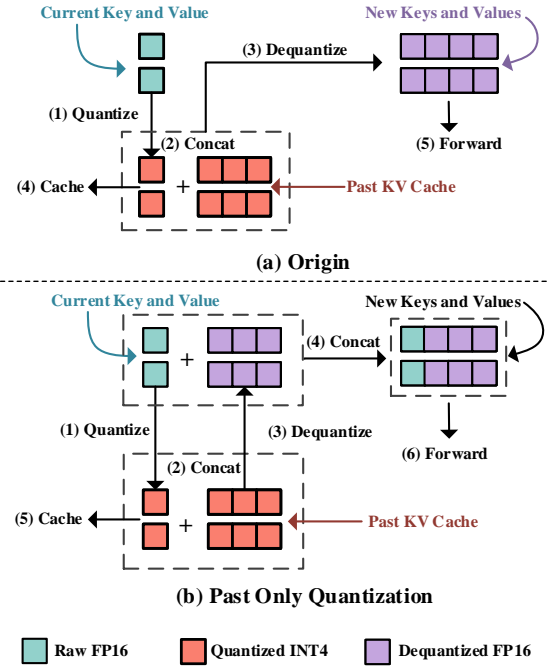 Current Key and Value
New Keys and Values
(3) Dequantize
(1) Quantize
(2) Concat
(5) Forward
(4) Cache
+
Past KV Cache
(a) Origin
Current Key and Value
New Keys and Values
(4) Concat
+
(1) Quantize
(3) Dequantize
(6) Forward
(2) Concat
(5) Cache
+
Past KV Cache
(b) Past Only Quantization
Raw FP16
Quantized INT4
Dequantized FP16